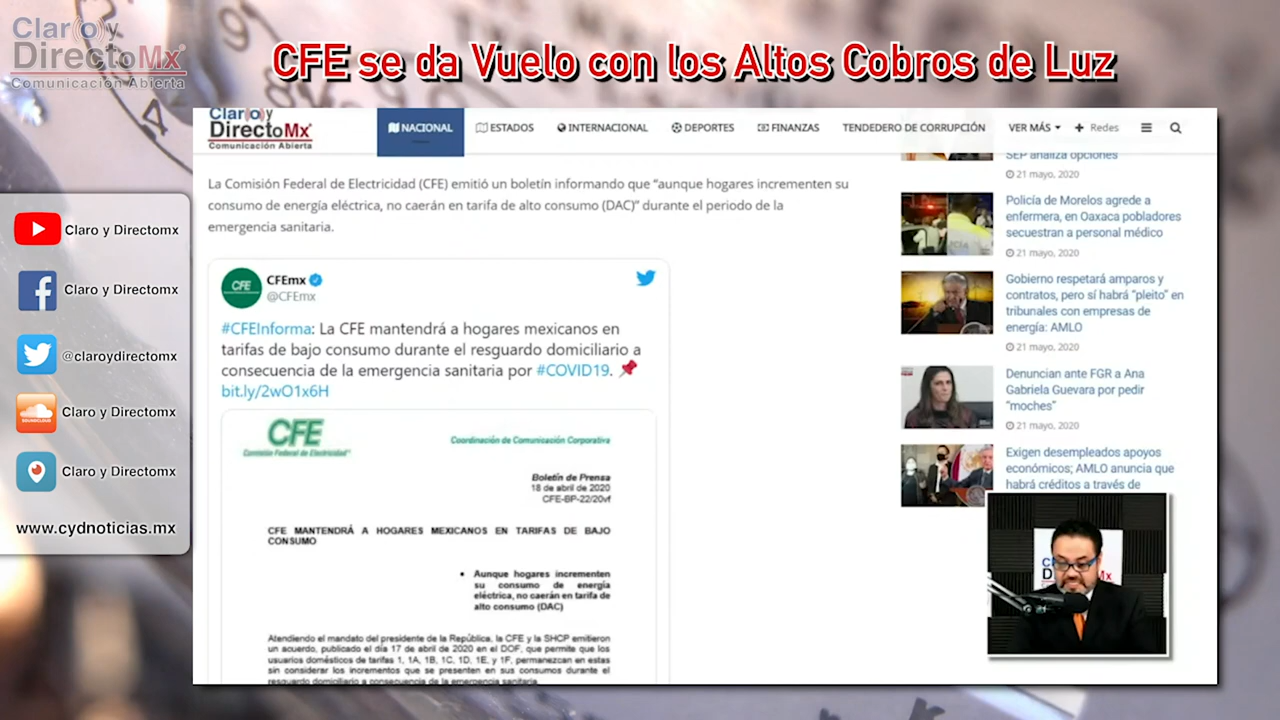 Clar(o)y
DirectoMx
Comunicación Abierta
CFE se da Vuelo con los Altos Cobros de Luz
Claro y Directomx
Claro y Directomx
@claroydirectomx
SOUNDCLOUD
Claro y Directomx
Claro y Directomx
www.cydnoticias.mx
Clar(o)y
DirectoMx
Comunicación Abierta
NACIONAL
ESTADOS
INTERNACIONAL
DEPORTES
FINANZAS
TENDEDERO DE CORRUPCIÓN
VER MÁS
Redes
La Comisión Federal de Electricidad (CFE) emitió un boletín informando que “aunque hogares incrementen su
consumo de energía eléctrica, no caerán en tarifa de alto consumo (DAC)” durante el periodo de la
emergencia sanitaria.
CFE
CFEmx
@CFEmx
#CFEInforma: La CFE mantendrá a hogares mexicanos en
tarifas de bajo consumo durante el resguardo domiciliario a
consecuencia de la emergencia sanitaria por #COVID19. 📌
bit.ly/2wO1x6H
CFE
Comisión Federal de Electricidad
Coordinación de Comunicación Corporativa
Boletín de Prensa
18 de abril de 2020
CFE-BP-22/20vf
CFE MANTENDRÁ A HOGARES MEXICANOS EN TARIFAS DE BAJO
CONSUMO
• Aunque hogares incrementen
su consumo de energía
eléctrica, no caerán en tarifa de
alto consumo (DAC)
Atendiendo el mandato del presidente de la República, la CFE y la SHCP emitieron
un acuerdo, publicado el día 17 de abril de 2020 en el DOF, que permite que los
usuarios domésticos de tarifas 1, 1A, 1B, 1C, 1D, 1E, y 1F, permanezcan en estas
sin considerar los incrementos que se presenten en sus consumos durante el
resguardo domiciliario a consecuencia de la emergencia sanitaria.
SEP analiza opciones
21 mayo, 2020
Policía de Morelos agrede a
enfermera, en Oaxaca pobladores
secuestran a personal médico
21 mayo, 2020
Gobierno respetará amparos y
contratos, pero sí habrá “pleito” en
tribunales con empresas de
energía: AMLO
21 mayo, 2020
Denuncian ante FGR a Ana
Gabriela Guevara por pedir
“moches”
21 mayo, 2020
Exigen desempleados apoyos
económicos; AMLO anuncia que
habrá créditos a través de